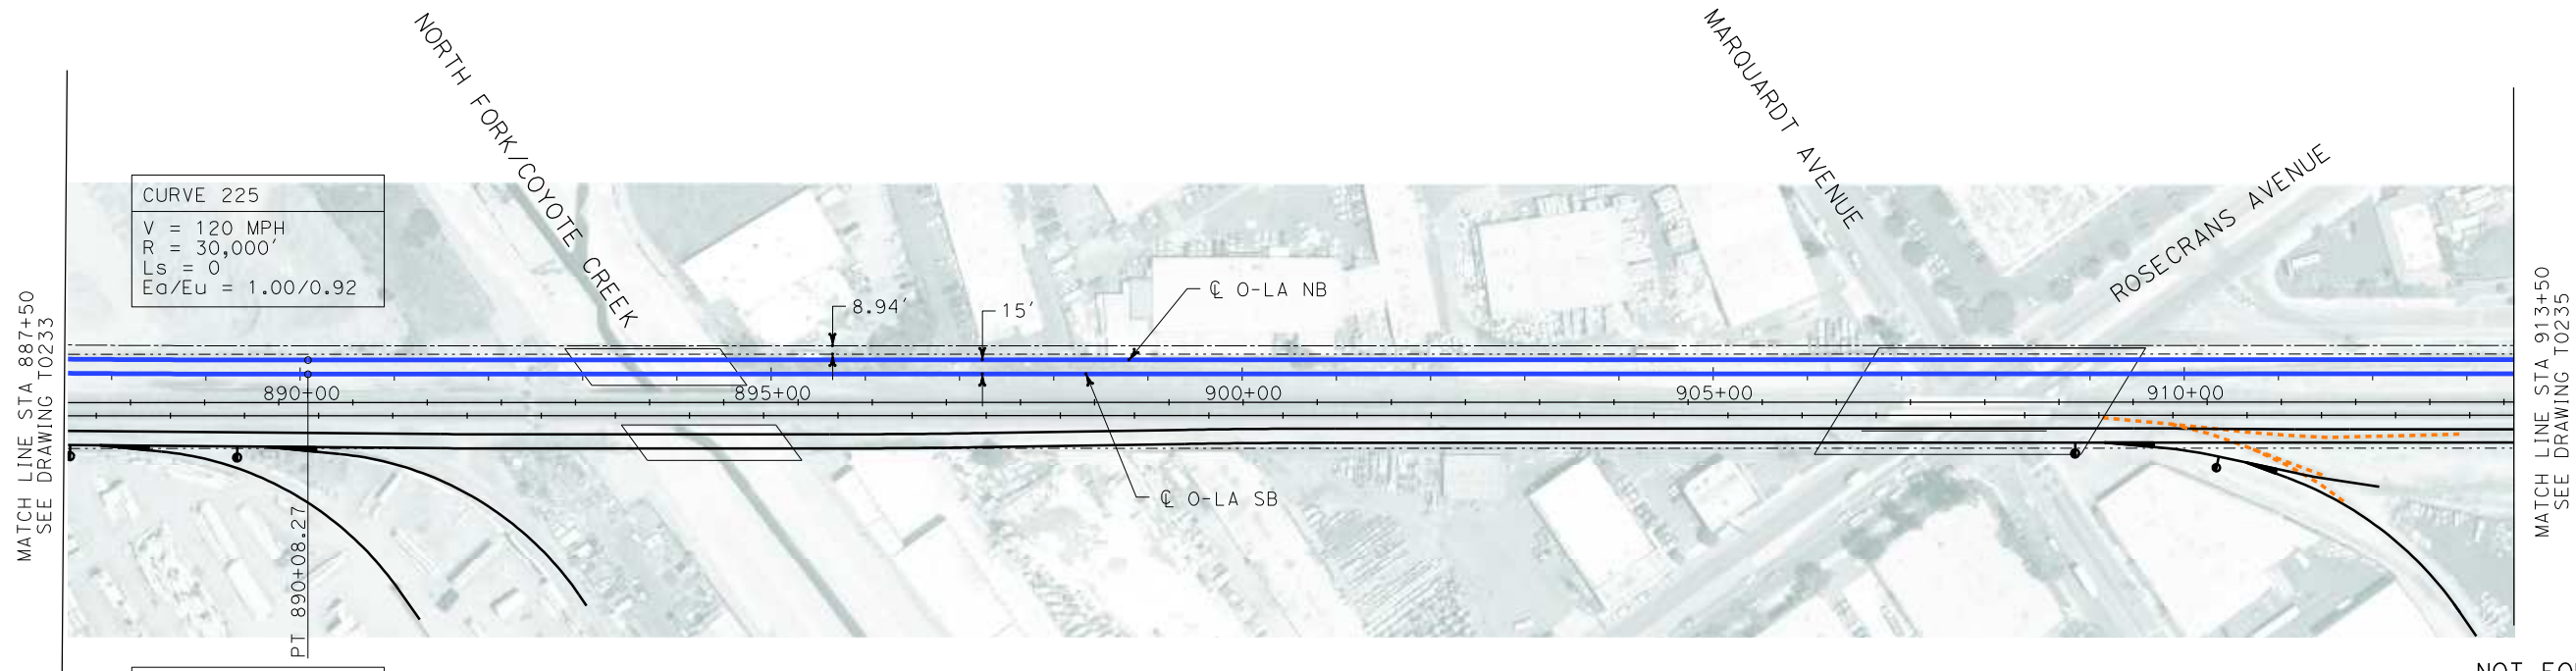 NORTH FORK/COYOTE CREEK
MARQUARDT AVENUE
ROSECRANS AVENUE
CURVE 225
V = 120 MPH
R = 30,000'
Ls = 0
Ea/Eu = 1.00/0.92
8.94'
15'
℄ O-LA NB
MATCH LINE STA 887+50
SEE DRAWING T0233
MATCH LINE STA 913+50
SEE DRAWING T0235
890+00
895+00
900+00
905+00
910+00
℄ O-LA SB
PT 890+08.27